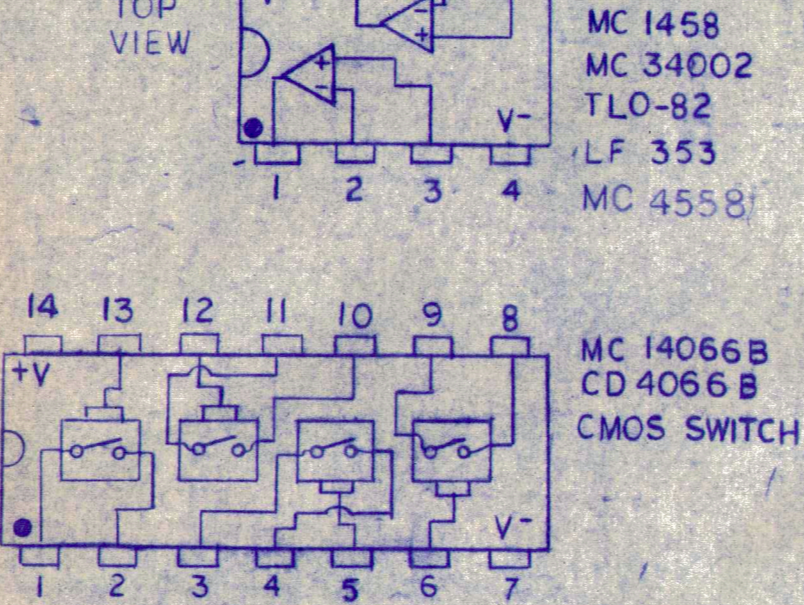 TOP
VIEW
+
+
-
V-
1 2 3 4
MC 1458
MC 34002
TLO-82
LF 353
MC 4558
14 13 12 11 10 9 8
+V
V-
1 2 3 4 5 6 7
MC 14066B
CD 4066 B
CMOS SWITCH